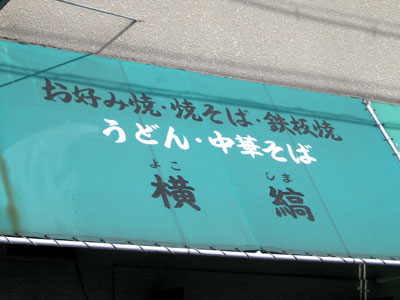 お好み焼・焼そば・鉄板焼
うどん・中華そば
よこ しま
横 縞